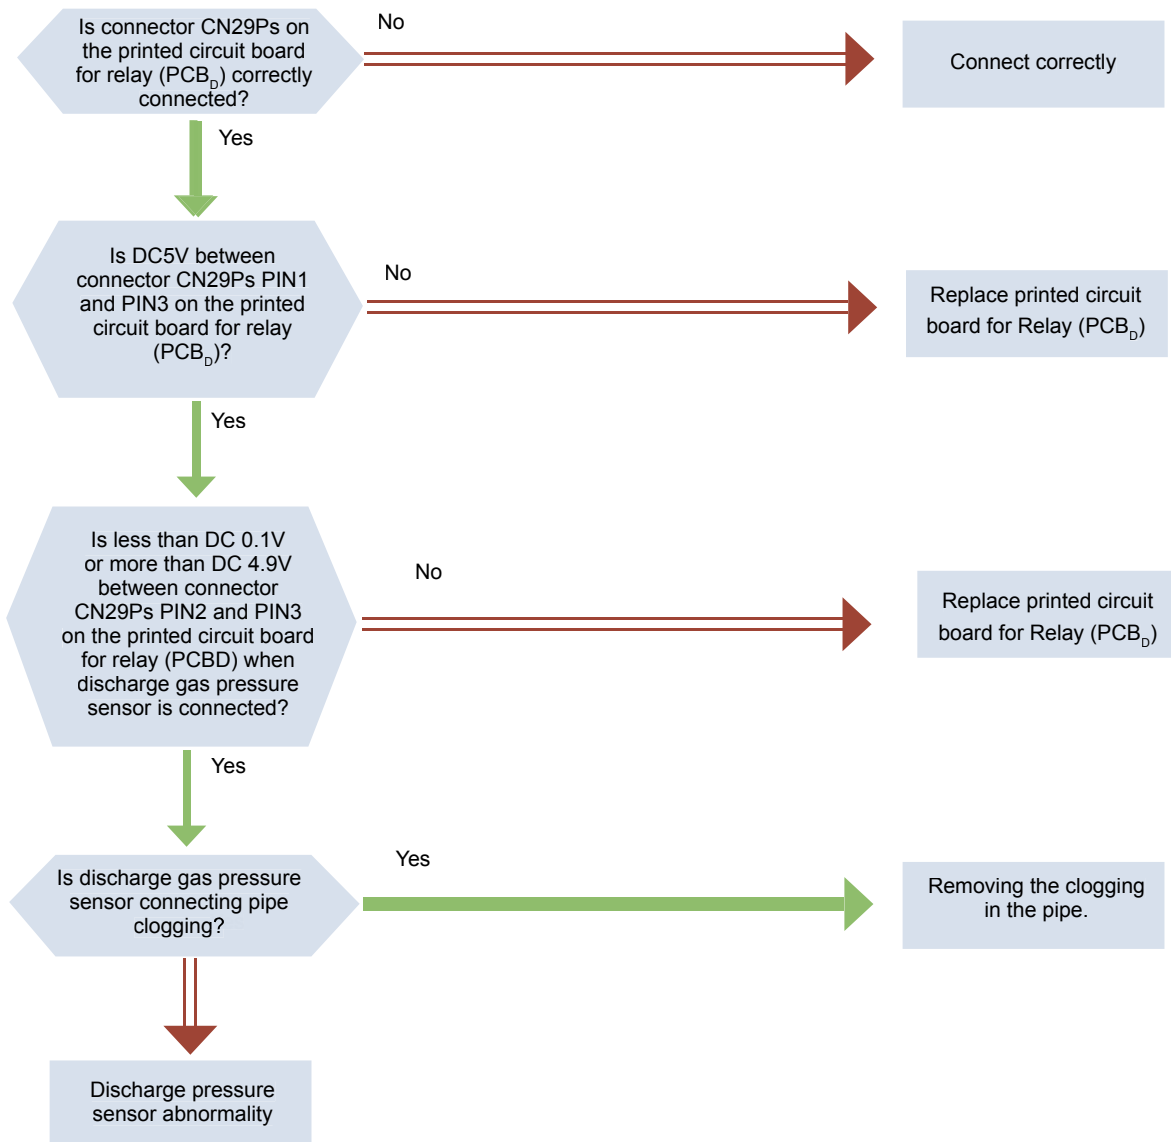 Is connector CN29Ps on
the printed circuit board
for relay (PCBD) correctly
connected?
No
Connect correctly
Yes
Is DC5V between
connector CN29Ps PIN1
and PIN3 on the printed
circuit board for relay
(PCBD)?
No
Replace printed circuit
board for Relay (PCBD)
Yes
Is less than DC 0.1V
or more than DC 4.9V
between connector
CN29Ps PIN2 and PIN3
on the printed circuit board
for relay (PCBD) when
discharge gas pressure
sensor is connected?
No
Replace printed circuit
board for Relay (PCBD)
Yes
Is discharge gas pressure
sensor connecting pipe
clogging?
Yes
Removing the clogging
in the pipe.
Discharge pressure
sensor abnormality